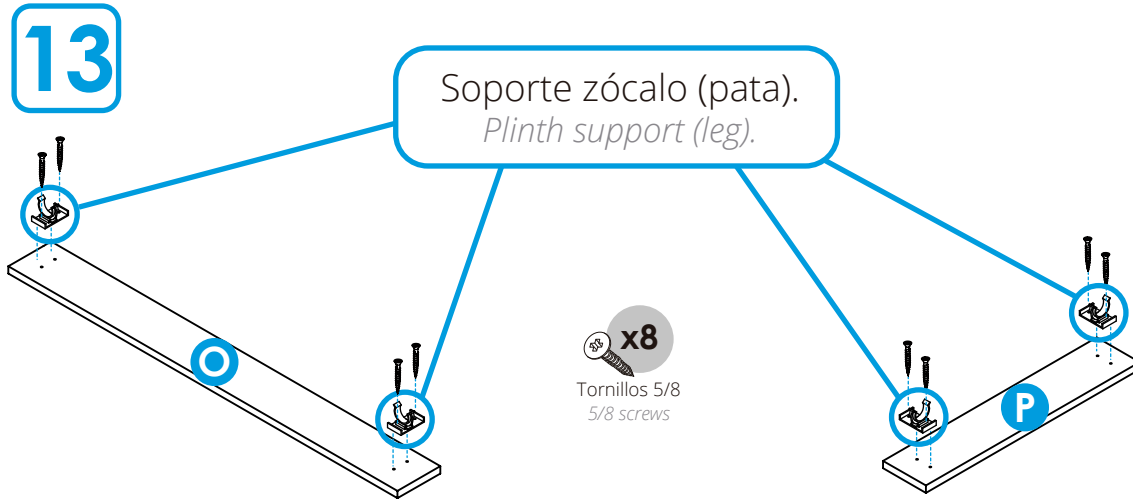 13
Soporte zócalo (pata).
Plinth support (leg).
O
x8
Tornillos 5/8
5/8 screws
P